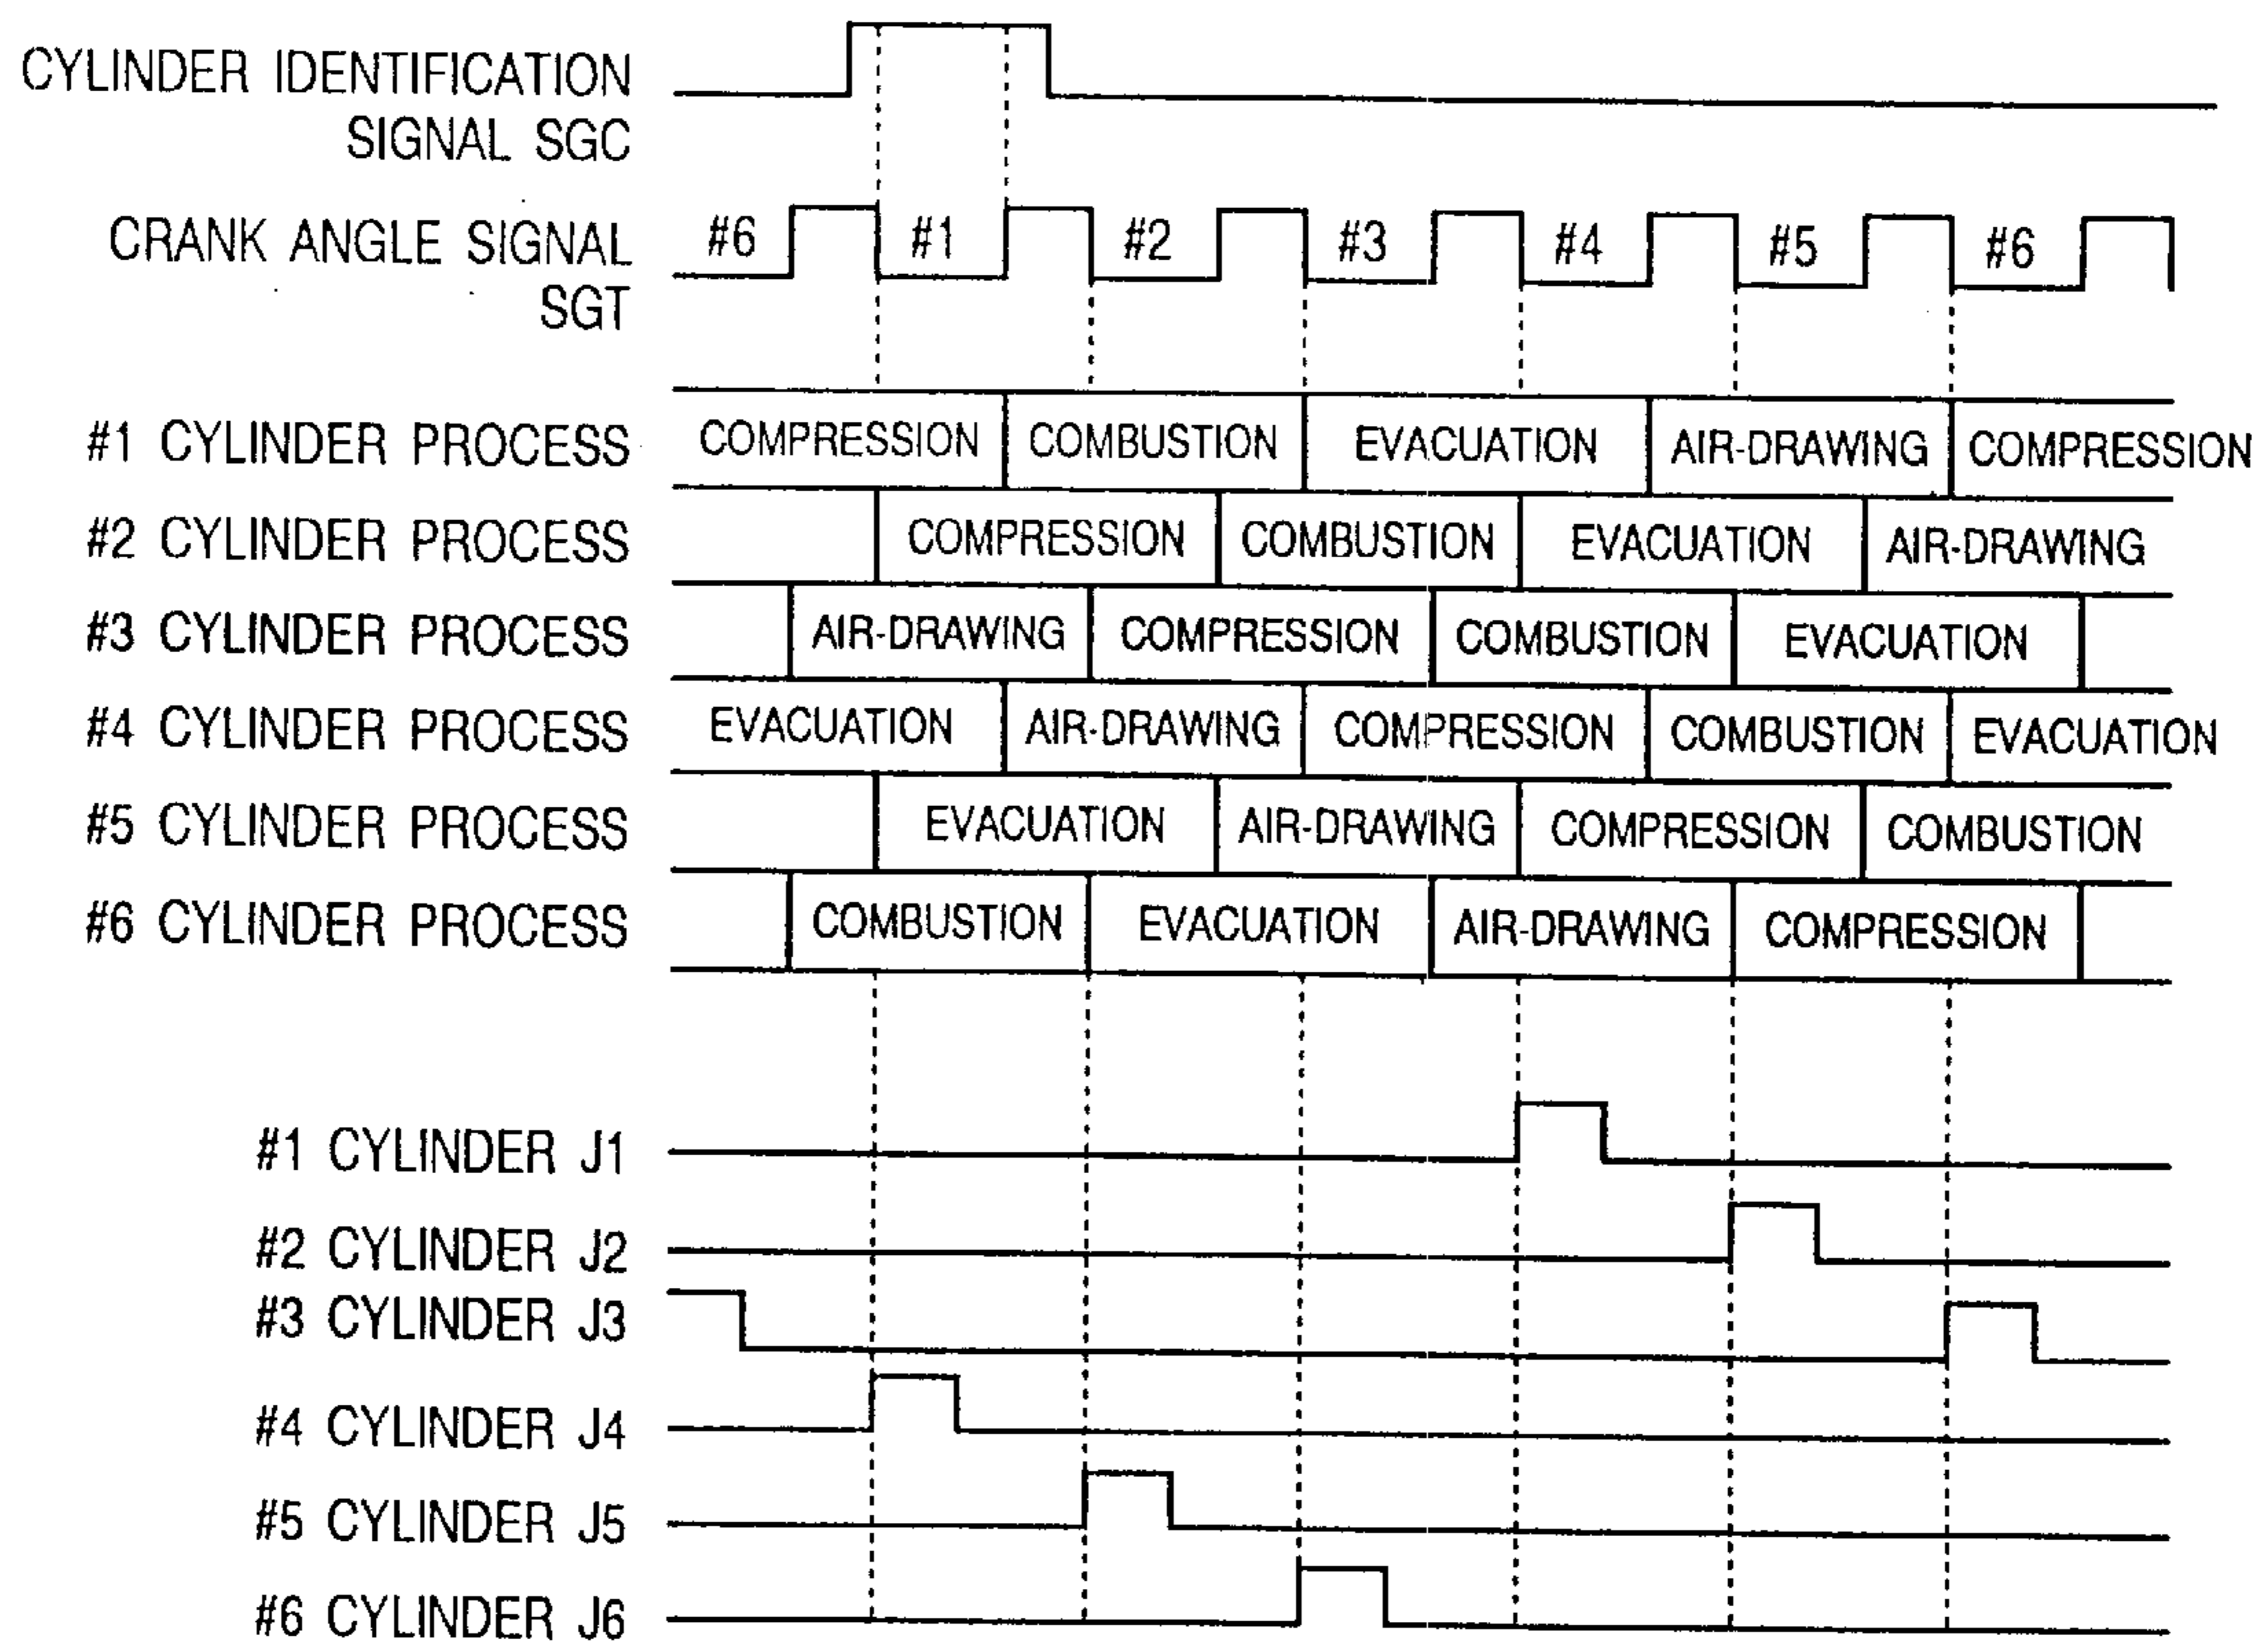 CYLINDER IDENTIFICATION
SIGNAL SGC
CRANK ANGLE SIGNAL
SGT
#6 #1 #2 #3 #4 #5 #6
#1 CYLINDER PROCESS COMPRESSION COMBUSTION EVACUATION AIR-DRAWING COMPRESSION
#2 CYLINDER PROCESS COMPRESSION COMBUSTION EVACUATION AIR-DRAWING
#3 CYLINDER PROCESS AIR-DRAWING COMPRESSION COMBUSTION EVACUATION
#4 CYLINDER PROCESS EVACUATION AIR-DRAWING COMPRESSION COMBUSTION EVACUATION
#5 CYLINDER PROCESS EVACUATION AIR-DRAWING COMPRESSION COMBUSTION
#6 CYLINDER PROCESS COMBUSTION EVACUATION AIR-DRAWING COMPRESSION
#1 CYLINDER J1
#2 CYLINDER J2
#3 CYLINDER J3
#4 CYLINDER J4
#5 CYLINDER J5
#6 CYLINDER J6